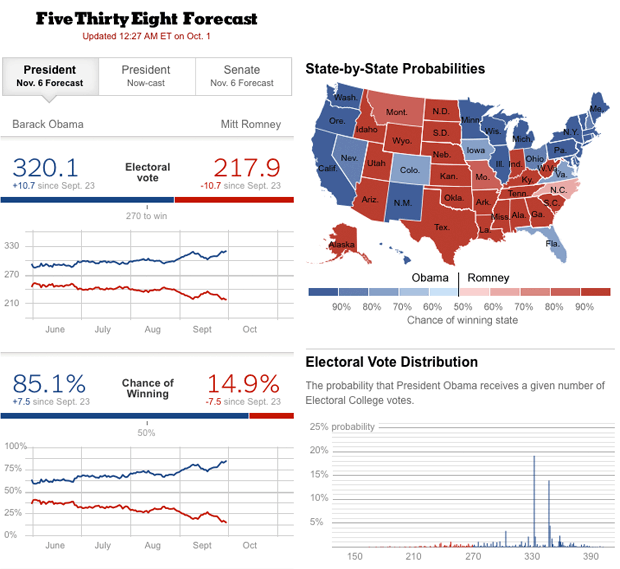 FiveThirtyEight Forecast
Updated 12:27 AM ET on Oct. 1
President
Nov. 6 Forecast
President
Now-cast
Senate
Nov. 6 Forecast
Barack Obama
Mitt Romney
320.1
+10.7 since Sept. 23
Electoral
vote
217.9
-10.7 since Sept. 23
270 to win
330
270
210
June July Aug Sept Oct
85.1%
+7.5 since Sept. 23
Chance of
Winning
14.9%
-7.5 since Sept. 23
50%
100%
75%
50%
25%
0%
June July Aug Sept Oct
State-by-State Probabilities
Wash.
Ore.
Calif.
Idaho
Nev.
Mont.
Wyo.
Utah
Ariz.
Colo.
N.M.
N.D.
S.D.
Neb.
Kan.
Okla.
Tex.
Minn.
Iowa
Mo.
Ark.
La.
Wis.
Ill.
Mich.
Ind.
Ohio
Ky.
Tenn.
Miss.
Ala.
Ga.
Fla.
S.C.
N.C.
Va.
W.Va.
Pa.
N.Y.
Me.
Alaska
Obama Romney
90% 80% 70% 60% 50% 60% 70% 80% 90%
Chance of winning state
Electoral Vote Distribution
The probability that President Obama receives a given number of
Electoral College votes.
25% probability
20%
15%
10%
5%
150 210 270 330 390